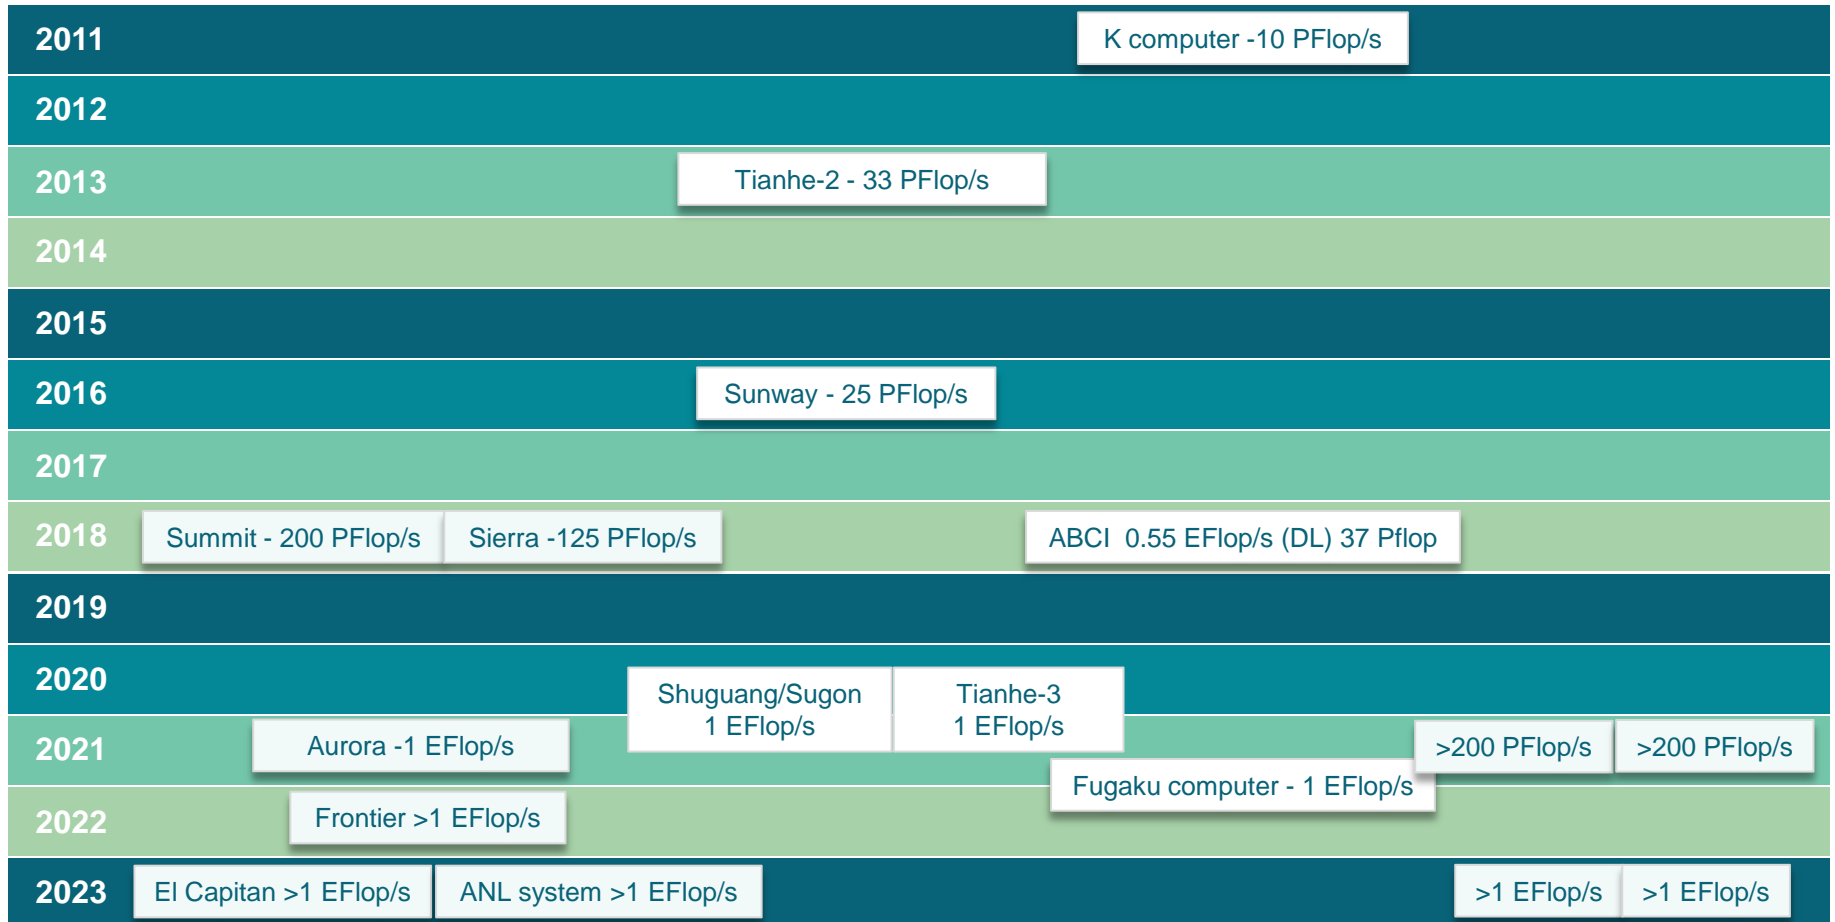 2011
K computer -10 PFlop/s
2012
2013
Tianhe-2 - 33 PFlop/s
2014
2015
2016
Sunway - 25 PFlop/s
2017
2018
Summit - 200 PFlop/s
Sierra -125 PFlop/s
ABCI  0.55 EFlop/s (DL) 37 Pflop
2019
2020
Shuguang/Sugon
1 EFlop/s
Tianhe-3
1 EFlop/s
2021
Aurora -1 EFlop/s
>200 PFlop/s
>200 PFlop/s
Fugaku computer - 1 EFlop/s
2022
Frontier >1 EFlop/s
2023
El Capitan >1 EFlop/s
ANL system >1 EFlop/s
>1 EFlop/s
>1 EFlop/s